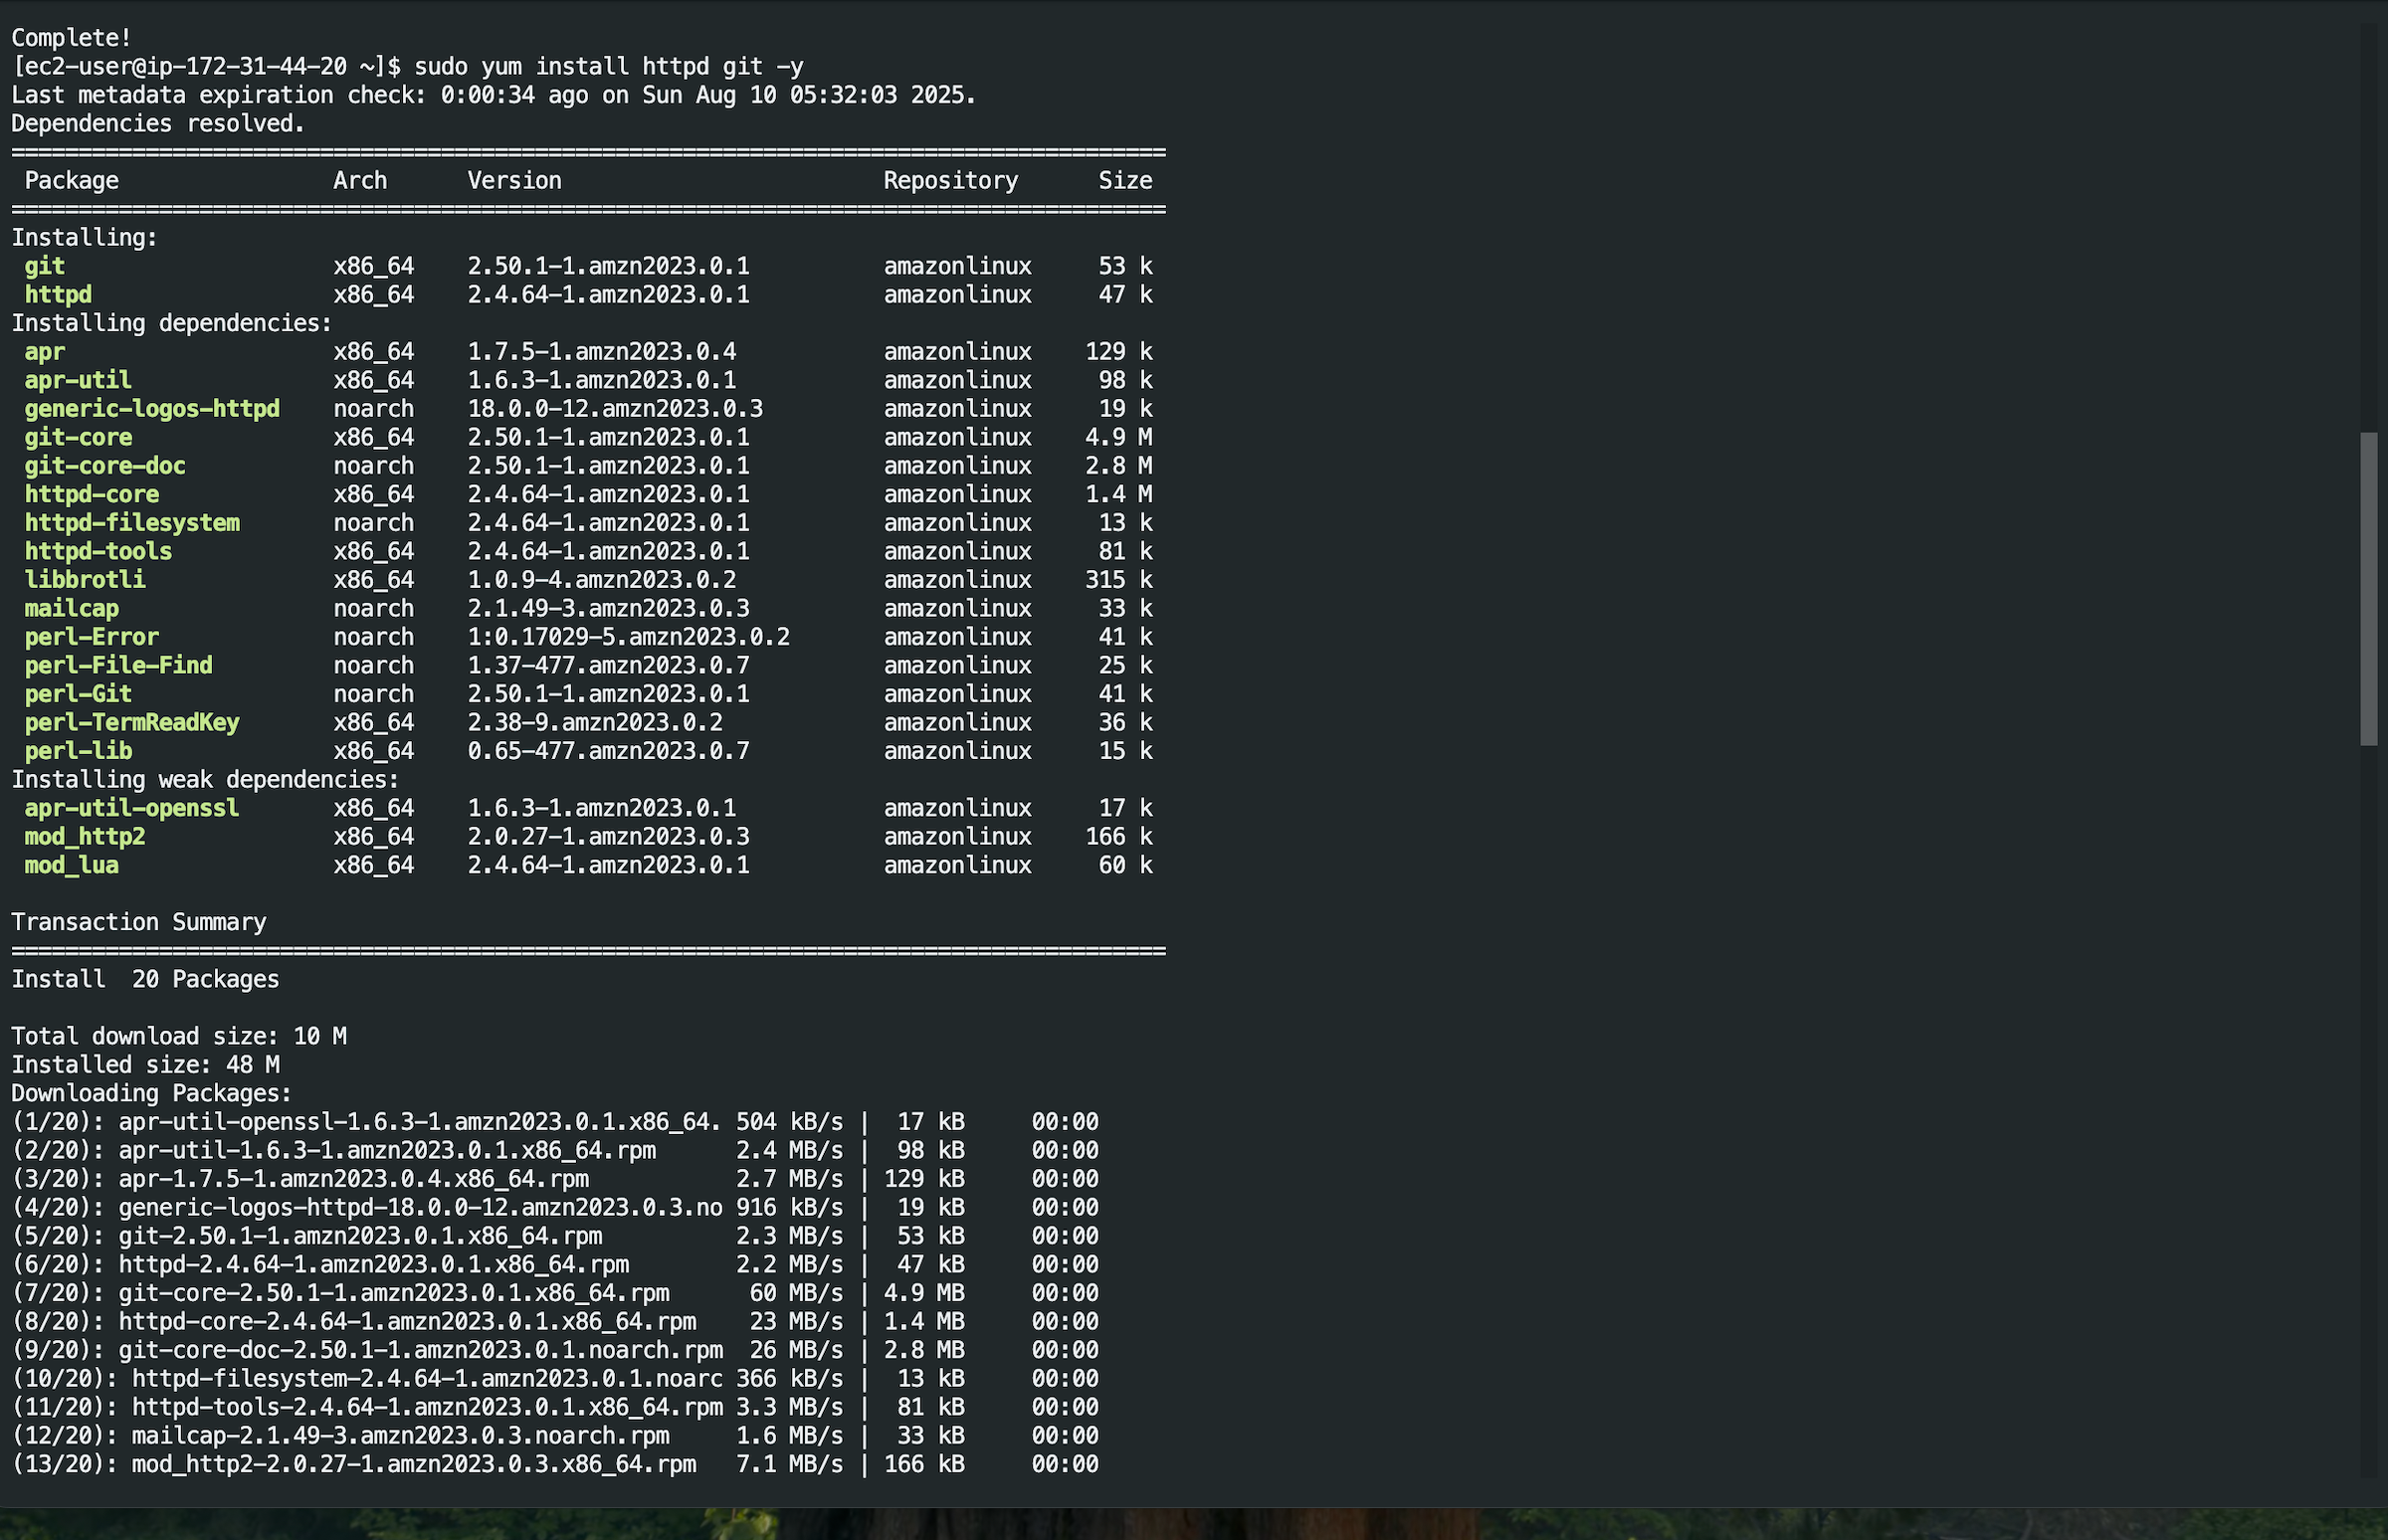 Complete!
[ec2-user@ip-172-31-44-20 ~]$ sudo yum install httpd git -y
Last metadata expiration check: 0:00:34 ago on Sun Aug 10 05:32:03 2025.
Dependencies resolved.
======================================================================================
 Package               Arch      Version                        Repository      Size
======================================================================================
Installing:
 git                   x86_64    2.50.1-1.amzn2023.0.1          amazonlinux     53 k
 httpd                 x86_64    2.4.64-1.amzn2023.0.1          amazonlinux     47 k
Installing dependencies:
 apr                   x86_64    1.7.5-1.amzn2023.0.4           amazonlinux    129 k
 apr-util              x86_64    1.6.3-1.amzn2023.0.1           amazonlinux     98 k
 generic-logos-httpd   noarch    18.0.0-12.amzn2023.0.3         amazonlinux     19 k
 git-core              x86_64    2.50.1-1.amzn2023.0.1          amazonlinux    4.9 M
 git-core-doc          noarch    2.50.1-1.amzn2023.0.1          amazonlinux    2.8 M
 httpd-core            x86_64    2.4.64-1.amzn2023.0.1          amazonlinux    1.4 M
 httpd-filesystem      noarch    2.4.64-1.amzn2023.0.1          amazonlinux     13 k
 httpd-tools           x86_64    2.4.64-1.amzn2023.0.1          amazonlinux     81 k
 libbrotli             x86_64    1.0.9-4.amzn2023.0.2           amazonlinux    315 k
 mailcap               noarch    2.1.49-3.amzn2023.0.3          amazonlinux     33 k
 perl-Error            noarch    1:0.17029-5.amzn2023.0.2       amazonlinux     41 k
 perl-File-Find        noarch    1.37-477.amzn2023.0.7          amazonlinux     25 k
 perl-Git              noarch    2.50.1-1.amzn2023.0.1          amazonlinux     41 k
 perl-TermReadKey      x86_64    2.38-9.amzn2023.0.2            amazonlinux     36 k
 perl-lib              x86_64    0.65-477.amzn2023.0.7          amazonlinux     15 k
Installing weak dependencies:
 apr-util-openssl      x86_64    1.6.3-1.amzn2023.0.1           amazonlinux     17 k
 mod_http2             x86_64    2.0.27-1.amzn2023.0.3          amazonlinux    166 k
 mod_lua               x86_64    2.4.64-1.amzn2023.0.1          amazonlinux     60 k

Transaction Summary
======================================================================================
Install  20 Packages

Total download size: 10 M
Installed size: 48 M
Downloading Packages:
(1/20): apr-util-openssl-1.6.3-1.amzn2023.0.1.x86_64. 504 kB/s |  17 kB     00:00
(2/20): apr-util-1.6.3-1.amzn2023.0.1.x86_64.rpm      2.4 MB/s |  98 kB     00:00
(3/20): apr-1.7.5-1.amzn2023.0.4.x86_64.rpm           2.7 MB/s | 129 kB     00:00
(4/20): generic-logos-httpd-18.0.0-12.amzn2023.0.3.no 916 kB/s |  19 kB     00:00
(5/20): git-2.50.1-1.amzn2023.0.1.x86_64.rpm          2.3 MB/s |  53 kB     00:00
(6/20): httpd-2.4.64-1.amzn2023.0.1.x86_64.rpm        2.2 MB/s |  47 kB     00:00
(7/20): git-core-2.50.1-1.amzn2023.0.1.x86_64.rpm      60 MB/s | 4.9 MB     00:00
(8/20): httpd-core-2.4.64-1.amzn2023.0.1.x86_64.rpm    23 MB/s | 1.4 MB     00:00
(9/20): git-core-doc-2.50.1-1.amzn2023.0.1.noarch.rpm  26 MB/s | 2.8 MB     00:00
(10/20): httpd-filesystem-2.4.64-1.amzn2023.0.1.noarc 366 kB/s |  13 kB     00:00
(11/20): httpd-tools-2.4.64-1.amzn2023.0.1.x86_64.rpm 3.3 MB/s |  81 kB     00:00
(12/20): mailcap-2.1.49-3.amzn2023.0.3.noarch.rpm     1.6 MB/s |  33 kB     00:00
(13/20): mod_http2-2.0.27-1.amzn2023.0.3.x86_64.rpm   7.1 MB/s | 166 kB     00:00